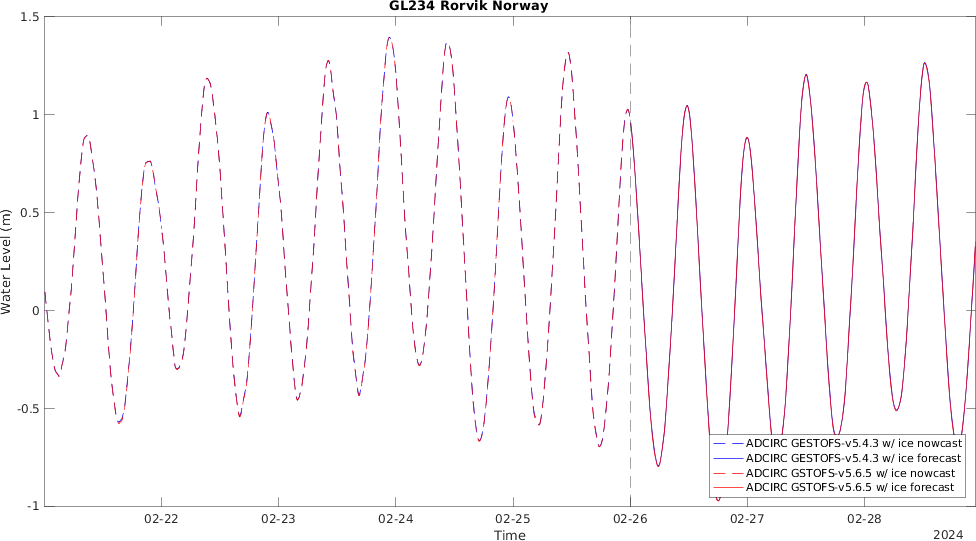 GL234 Rorvik Norway
Water Level (m)
1.5
1
0.5
0
-0.5
-1
ADCIRC GESTOFS-v5.4.3 w/ ice nowcast
ADCIRC GESTOFS-v5.4.3 w/ ice forecast
ADCIRC GSTOFS-v5.6.5 w/ ice nowcast
ADCIRC GSTOFS-v5.6.5 w/ ice forecast
02-22 02-23 02-24 02-25 02-26 02-27 02-28
Time
2024